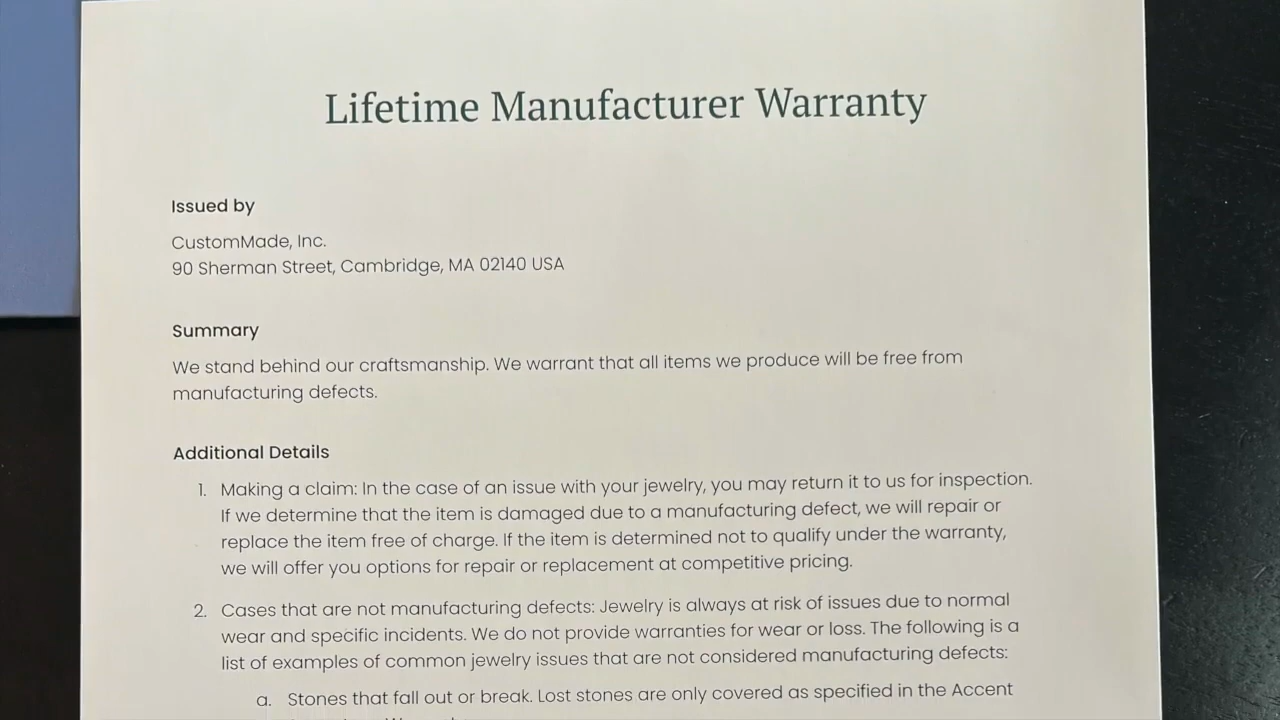 Lifetime Manufacturer Warranty
Issued by
CustomMade, Inc.
90 Sherman Street, Cambridge, MA 02140 USA
Summary
We stand behind our craftsmanship. We warrant that all items we produce will be free from
manufacturing defects.
Additional Details
1. Making a claim: In the case of an issue with your jewelry, you may return it to us for inspection.
If we determine that the item is damaged due to a manufacturing defect, we will repair or
replace the item free of charge. If the item is determined not to qualify under the warranty,
we will offer you options for repair or replacement at competitive pricing.
2. Cases that are not manufacturing defects: Jewelry is always at risk of issues due to normal
wear and specific incidents. We do not provide warranties for wear or loss. The following is a
list of examples of common jewelry issues that are not considered manufacturing defects:
a. Stones that fall out or break. Lost stones are only covered as specified in the Accent